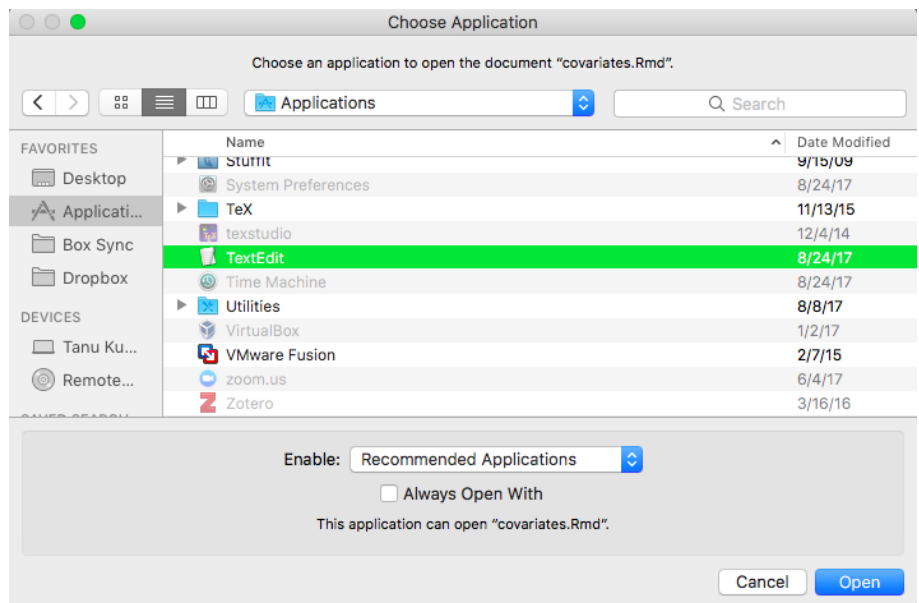 Choose Application
Choose an application to open the document “covariates.Rmd”.
Applications
Search
FAVORITES
Desktop
Applicati...
Box Sync
Dropbox
DEVICES
Tanu Ku...
Remote...
SAVED SEARCH
Name Date Modified
StuffIt 9/15/09
System Preferences 8/24/17
TeX 11/13/15
texstudio 12/4/14
TextEdit 8/24/17
Time Machine 8/24/17
Utilities 8/8/17
VirtualBox 1/2/17
VMware Fusion 2/7/15
zoom.us 6/4/17
Zotero 3/16/16
Enable: Recommended Applications
Always Open With
This application can open “covariates.Rmd”.
Cancel Open